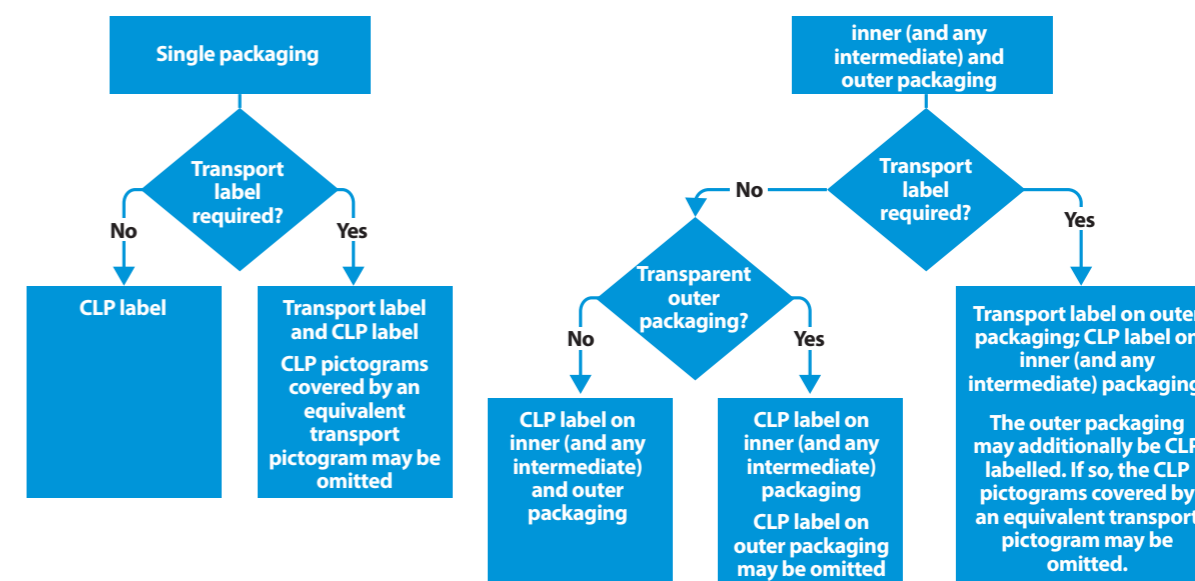 Single packaging
Transport
label
required?
No
Yes
CLP label
Transport label
and CLP label
CLP pictograms
covered by an
equivalent
transport
pictogram may be
omitted
inner (and any
intermediate) and
outer packaging
Transport
label
required?
No
Yes
Transparent
outer
packaging?
No
Yes
CLP label on
inner (and any
intermediate)
and outer
packaging
CLP label on
inner (and any
intermediate)
packaging
CLP label on
outer packaging
may be omitted
Transport label on outer
packaging; CLP label on
inner (and any
intermediate) packaging
The outer packaging
may additionally be CLP
labelled. If so, the CLP
pictograms covered by
an equivalent transport
pictogram may be
omitted.